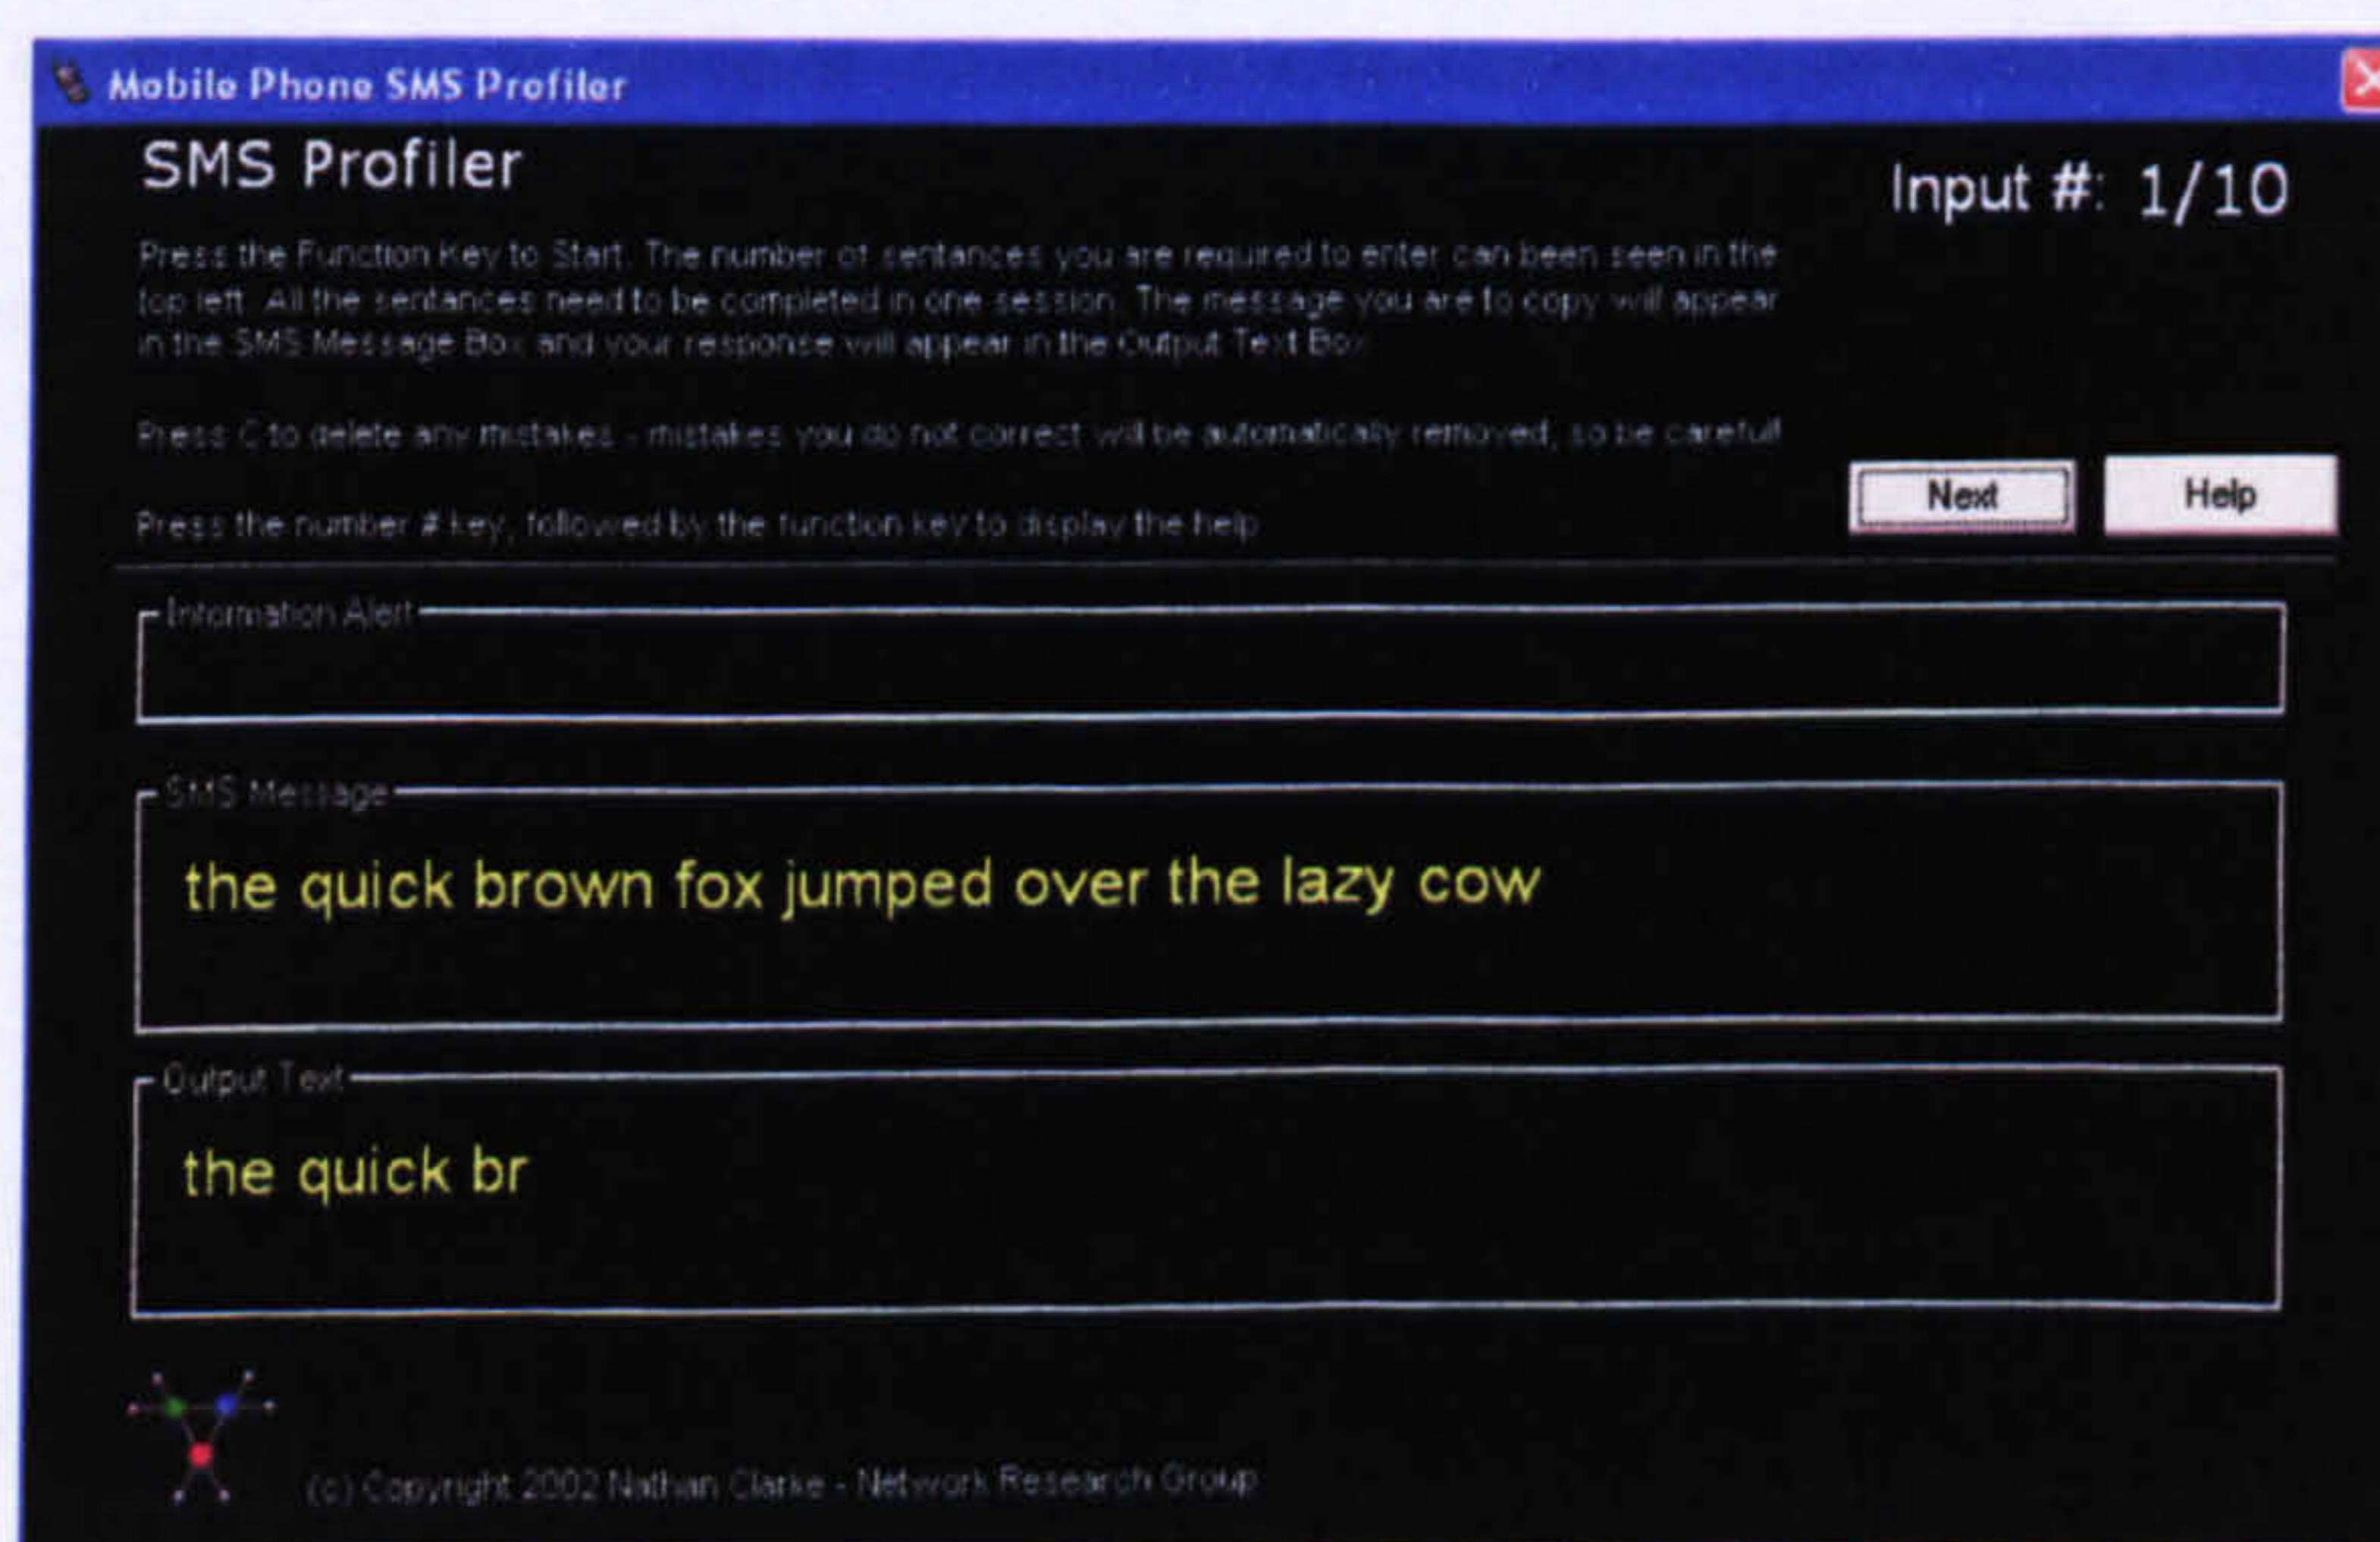 Mobile Phone SMS Profiler
SMS Profiler
Input #: 1/10
Press the Function Key to Start. The number of sentances you are required to enter can been seen in the
top left. All the sentances need to be completed in one session. The message you are to copy will appear
in the SMS Message Box and your response will appear in the Output Text Box
Press C to delete any mistakes - mistakes you do not correct will be automatically removed, so be careful!
Next
Help
Press the number # key, followed by the function key to display the help
Information Alert
SMS Message
the quick brown fox jumped over the lazy cow
Output Text
the quick br
(c) Copyright 2002 Nathan Clarke - Network Research Group